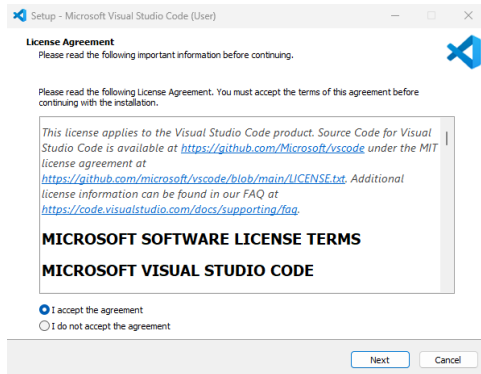 Setup - Microsoft Visual Studio Code (User)
License Agreement
Please read the following important information before continuing.
Please read the following License Agreement. You must accept the terms of this agreement before
continuing with the installation.
This license applies to the Visual Studio Code product. Source Code for Visual
Studio Code is available at https://github.com/Microsoft/vscode under the MIT
license agreement at
https://github.com/microsoft/vscode/blob/main/LICENSE.txt. Additional
license information can be found in our FAQ at
https://code.visualstudio.com/docs/supporting/faq.
MICROSOFT SOFTWARE LICENSE TERMS
MICROSOFT VISUAL STUDIO CODE
I accept the agreement
I do not accept the agreement
Next Cancel